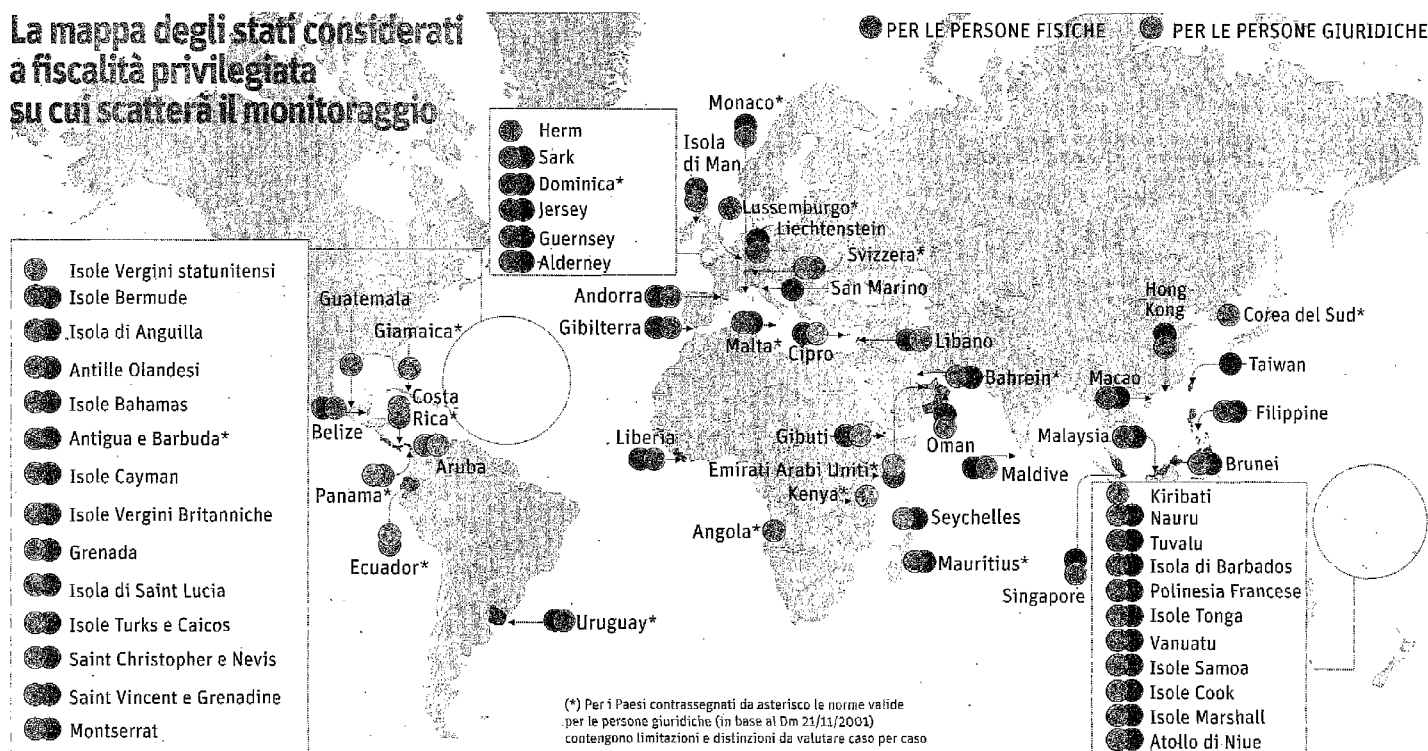 La mappa degli stati considerati
a fiscalità privilegiata
su cui scatterà il monitoraggio
PER LE PERSONE FISICHE
PER LE PERSONE GIURIDICHE
Herm
Sark
Dominica*
Jersey
Guernsey
Alderney
Isole Vergini statunitensi
Isole Bermude
Isola di Anguilla
Antille Olandesi
Isole Bahamas
Antigua e Barbuda*
Isole Cayman
Isole Vergini Britanniche
Grenada
Isola di Saint Lucia
Isole Turks e Caicos
Saint Christopher e Nevis
Saint Vincent e Grenadine
Montserrat
Guatemala
Giamaica*
Costa
Rica*
Belize
Aruba
Panama*
Ecuador*
Uruguay*
Monaco*
Isola
di Man
Lussemburgo*
Liechtenstein
Svizzera*
San Marino
Andorra
Gibilterra
Malta*
Cipro
Libano
Bahrein*
Liberia
Gibuti
Oman
Emirati Arabi Uniti*
Maldive
Kenya*
Angola*
Seychelles
Mauritius*
Hong
Kong
Corea del Sud*
Taiwan
Macao
Filippine
Malaysia
Brunei
Singapore
Kiribati
Nauru
Tuvalu
Isola di Barbados
Polinesia Francese
Isole Tonga
Vanuatu
Isole Samoa
Isole Cook
Isole Marshall
Atollo di Niue
(*) Per i Paesi contrassegnati da asterisco le norme valide
per le persone giuridiche (in base al Dm 21/11/2001)
contengono limitazioni e distinzioni da valutare caso per caso